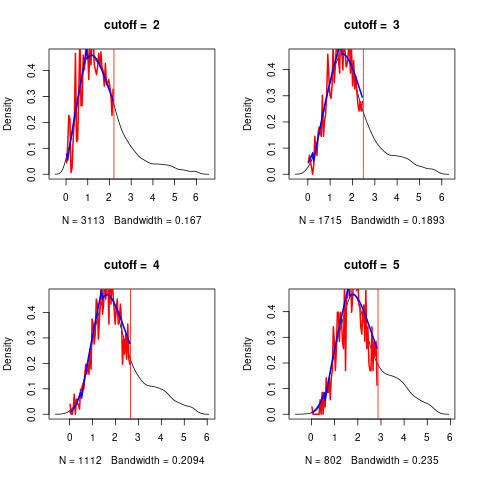 cutoff = 2
Density
0.0 0.1 0.2 0.3 0.4
0 1 2 3 4 5 6
N = 3113 Bandwidth = 0.167
cutoff = 3
Density
0.0 0.1 0.2 0.3 0.4
0 1 2 3 4 5 6
N = 1715 Bandwidth = 0.1893
cutoff = 4
Density
0.0 0.1 0.2 0.3 0.4
0 1 2 3 4 5 6
N = 1112 Bandwidth = 0.2094
cutoff = 5
Density
0.0 0.1 0.2 0.3 0.4
0 1 2 3 4 5 6
N = 802 Bandwidth = 0.235